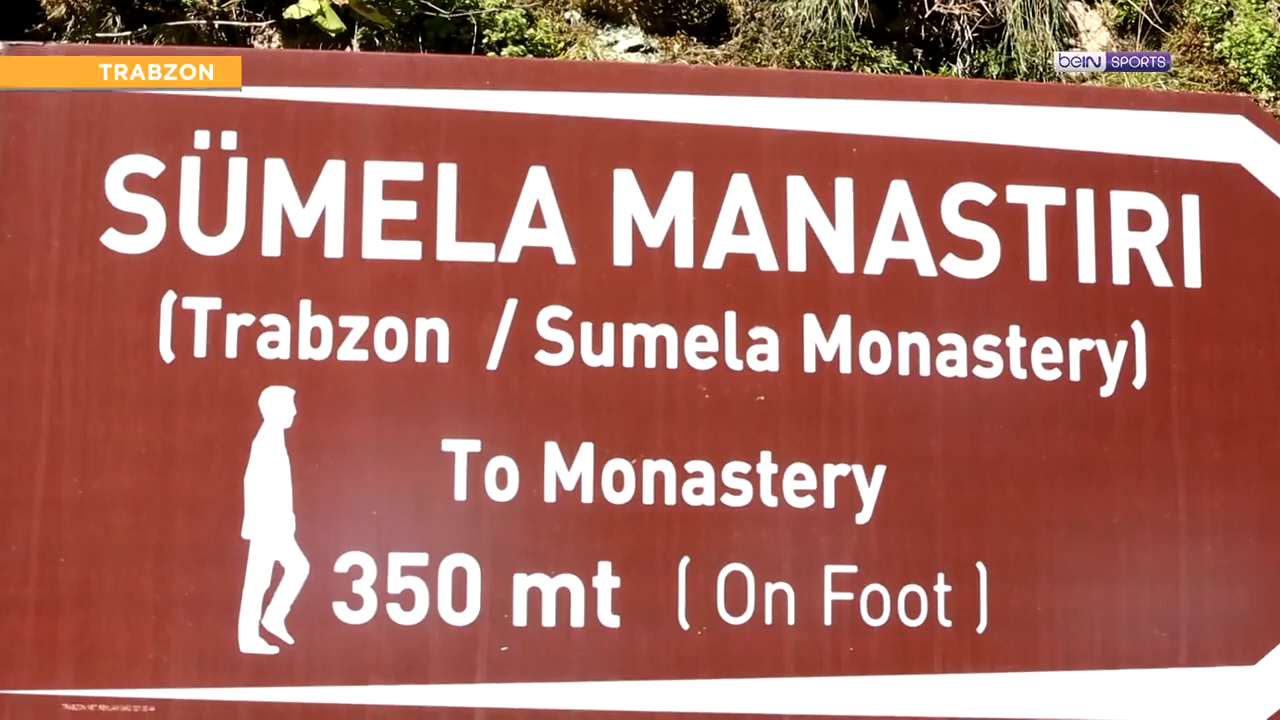 TRABZON
beIN SPORTS
SÜMELA MANASTIRI
(Trabzon / Sumela Monastery)
To Monastery
350 mt ( On Foot )